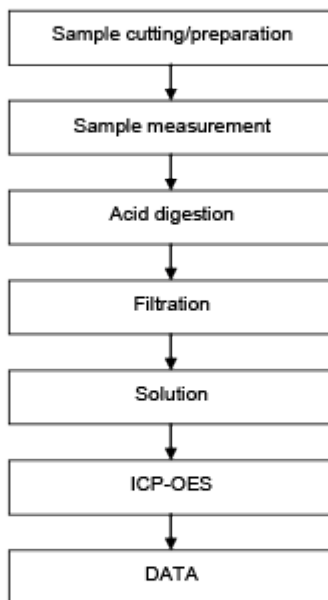 Sample cutting/preparation
Sample measurement
Acid digestion
Filtration
Solution
ICP-OES
DATA